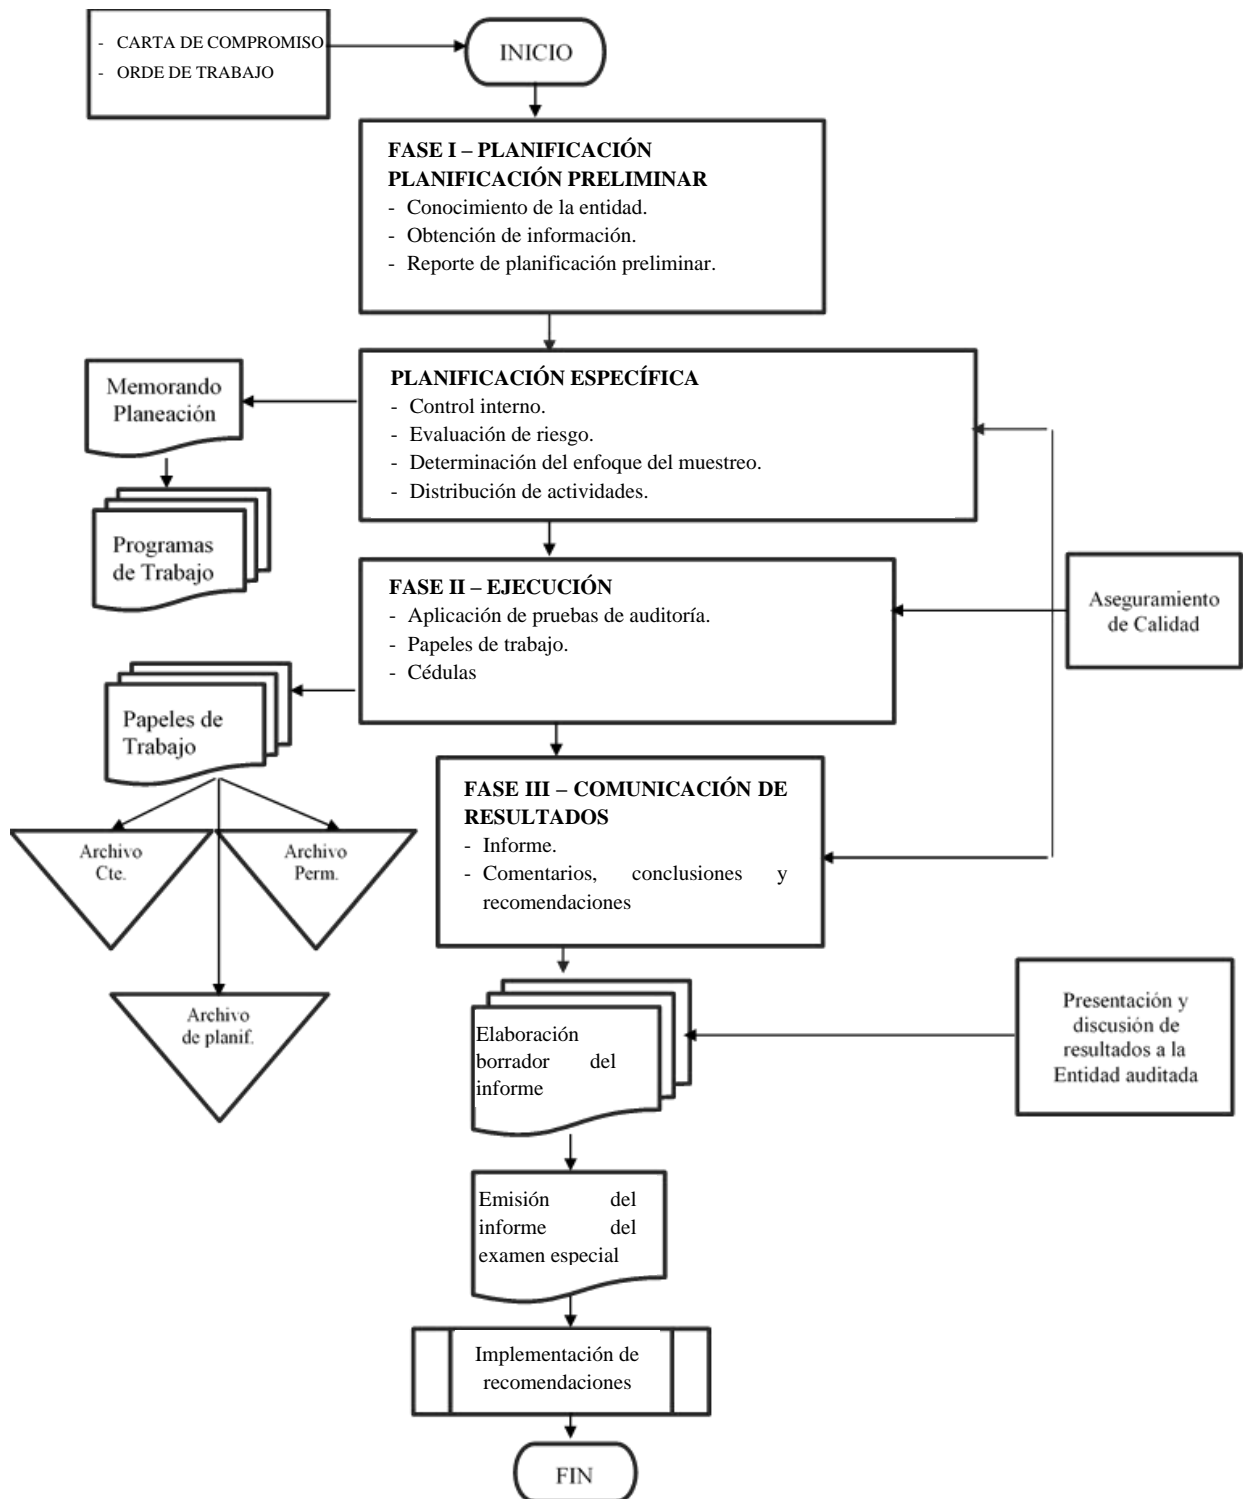 - CARTA DE COMPROMISO
- ORDE DE TRABAJO
INICIO
FASE I – PLANIFICACIÓN
PLANIFICACIÓN PRELIMINAR
- Conocimiento de la entidad.
- Obtención de información.
- Reporte de planificación preliminar.
PLANIFICACIÓN ESPECÍFICA
- Control interno.
- Evaluación de riesgo.
- Determinación del enfoque del muestreo.
- Distribución de actividades.
Memorando
Planeación
Programas
de Trabajo
FASE II – EJECUCIÓN
- Aplicación de pruebas de auditoría.
- Papeles de trabajo.
- Cédulas
Aseguramiento
de Calidad
Papeles de
Trabajo
Archivo
Cte.
Archivo
Perm.
Archivo
de planif.
FASE III – COMUNICACIÓN DE
RESULTADOS
- Informe.
- Comentarios, conclusiones y
recomendaciones
Elaboración
borrador del
informe
Presentación y
discusión de
resultados a la
Entidad auditada
Emisión del
informe del
examen especial
Implementación de
recomendaciones
FIN